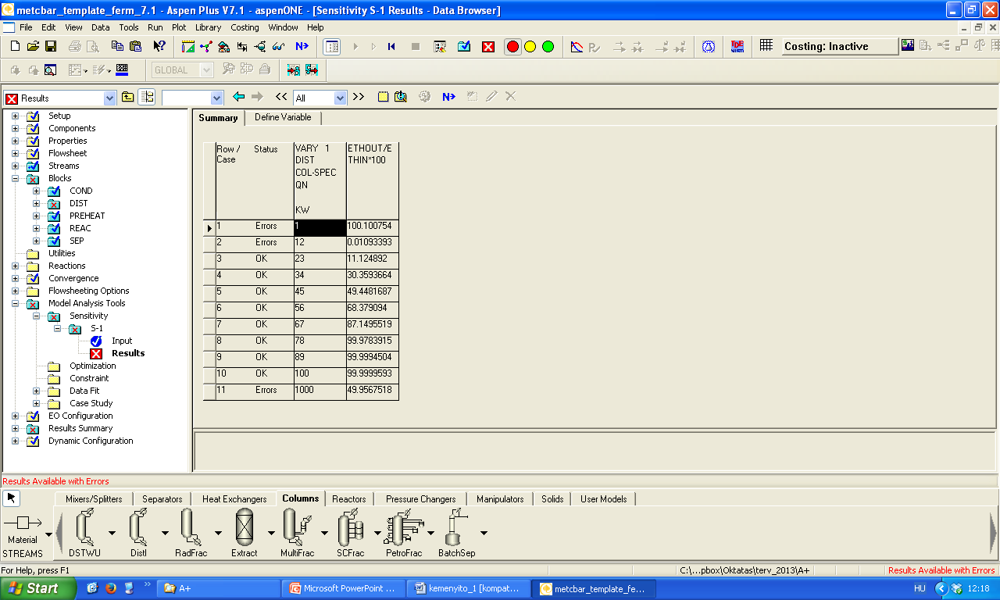 metcbar_template_ferm_7.1 - Aspen Plus V7.1 - aspenONE - [Sensitivity S-1 Results - Data Browser]
File Edit View Data Tools Run Plot Library Costing Window Help
N>
Costing: Inactive
GLOBAL
Results
<< All >> N>
Setup
Components
Properties
Flowsheet
Streams
Blocks
COND
DIST
PREHEAT
REAC
SEP
Utilities
Reactions
Convergence
Flowsheeting Options
Model Analysis Tools
Sensitivity
S-1
Input
Results
Optimization
Constraint
Data Fit
Case Study
EO Configuration
Results Summary
Dynamic Configuration
Summary Define Variable
Row / Status VARY 1 ETHOUT/E
Case DIST THIN*100
COL-SPEC
QN
KW
1 Errors 1 100.100754
2 Errors 12 0.01093393
3 OK 23 11.124892
4 OK 34 30.3593664
5 OK 45 49.4481687
6 OK 56 68.379094
7 OK 67 87.1495519
8 OK 78 99.9783915
9 OK 89 99.9994504
10 OK 100 99.9999593
11 Errors 1000 49.9567518
Results Available with Errors
Mixers/Splitters Separators Heat Exchangers Columns Reactors Pressure Changers Manipulators Solids User Models
Material
STREAMS DSTWU Distl RadFrac Extract MultiFrac SCFrac PetroFrac BatchSep
For Help, press F1 C:\...pbox\Oktatas\terv_2013\A+ Results Available with Errors
Start A+ Microsoft PowerPoint ... kemenyito_1 [kompat... metcbar_template_fe... HU 12:18